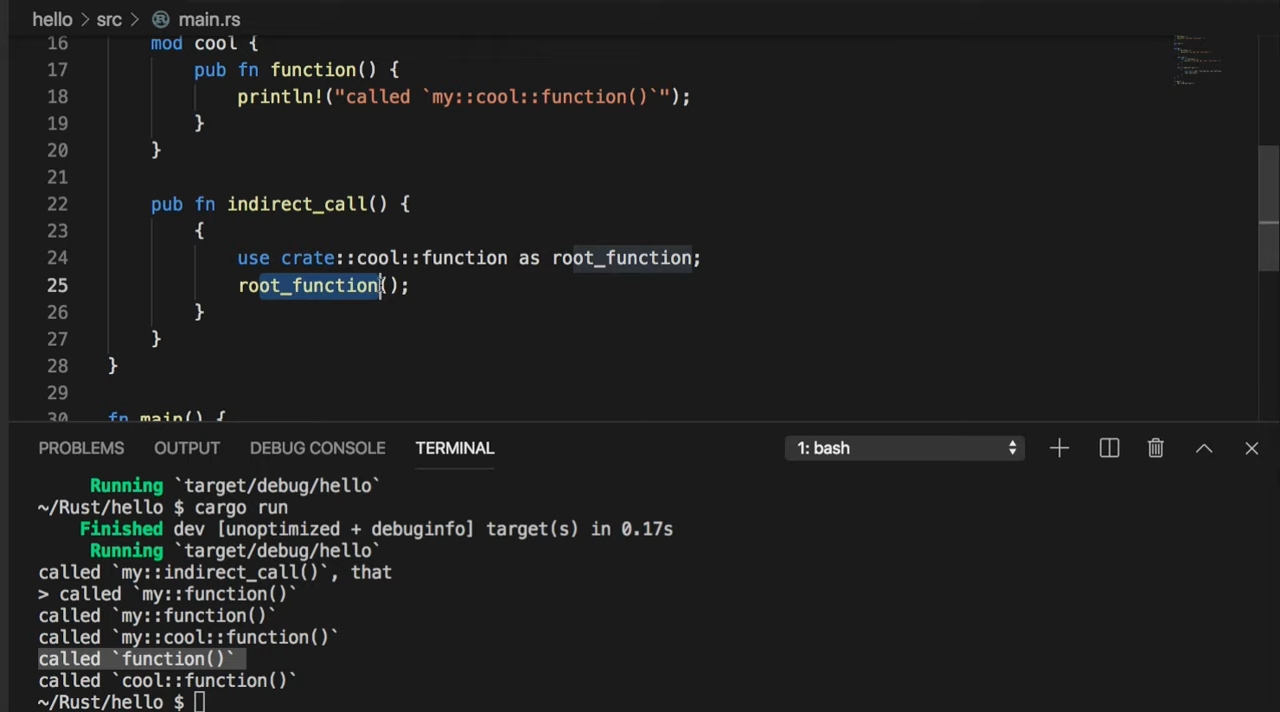 hello > src > main.rs
16 mod cool {
17 pub fn function() {
18 println!("called `my::cool::function()`");
19 }
20 }
21
22 pub fn indirect_call() {
23 {
24 use crate::cool::function as root_function;
25 root_function();
26 }
27 }
28 }
29
30 fn main() {
PROBLEMS OUTPUT DEBUG CONSOLE TERMINAL 1: bash
Running `target/debug/hello`
~/Rust/hello $ cargo run
Finished dev [unoptimized + debuginfo] target(s) in 0.17s
Running `target/debug/hello`
called `my::indirect_call()`, that
> called `my::function()`
called `my::function()`
called `my::cool::function()`
called `function()`
called `cool::function()`
~/Rust/hello $